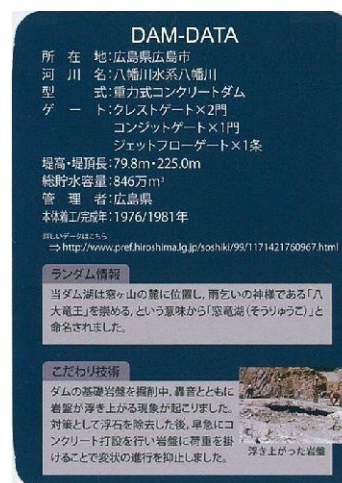 DAM-DATA
所在地:広島県広島市
河川名:八幡川水系八幡川
型式:重力式コンクリートダム
ゲート:クレストゲート×2門
コンジットゲート×1門
ジェットフローゲート×1条
堤高・堤頂長:79.8m・225.0m
総貯水容量:846万m³
管理者:広島県
本体着工/完成年:1976/1981年
詳しいデータはこちら
⇒http://www.pref.hiroshima.lg.jp/soshiki/99/1171421760967.html
ランダム情報
当ダム湖は窓ヶ山の麓に位置し,雨乞いの神様である「八
大竜王」を崇める,という意味から「窓竜湖(そうりゅうこ)」と
命名されました。
こだわり技術
ダムの基礎岩盤を掘削中,轟音とともに
岩盤が浮き上がる現象が起こりました。
対策として浮石を除去した後,早急にコ
ンクリート打設を行い岩盤に荷重を掛
けることで変状の進行を抑止しました。
浮き上がった岩盤